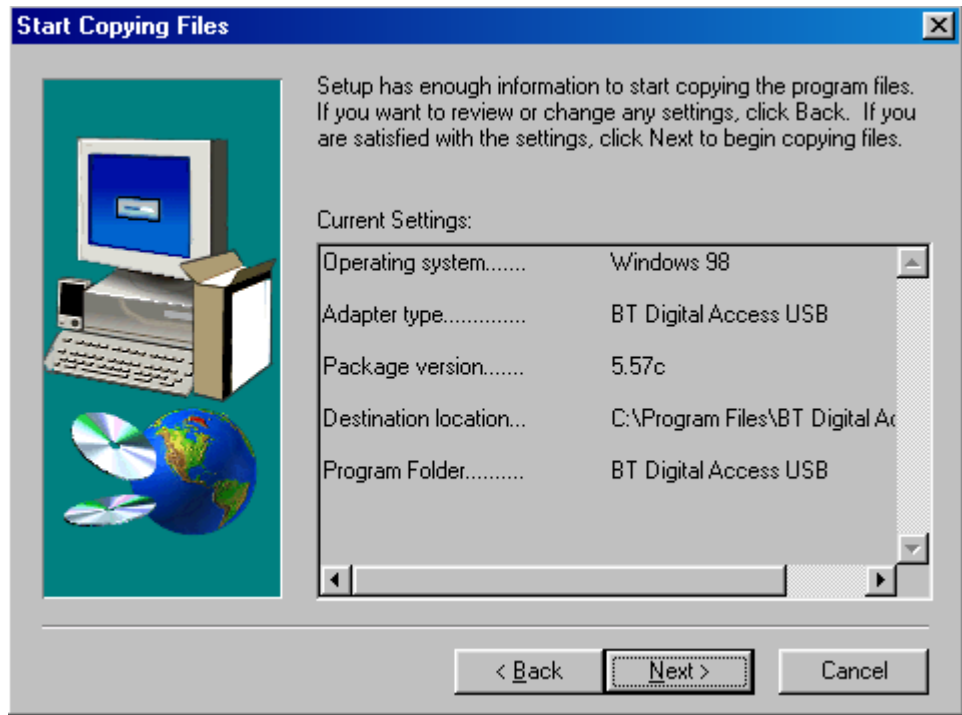 Start Copying Files
Setup has enough information to start copying the program files.
If you want to review or change any settings, click Back.  If you
are satisfied with the settings, click Next to begin copying files.
Current Settings:
Operating system.......	Windows 98
Adapter type..............	BT Digital Access USB
Package version.......	5.57c
Destination location...	C:\Program Files\BT Digital Ac
Program Folder..........	BT Digital Access USB
< Back	Next >	Cancel